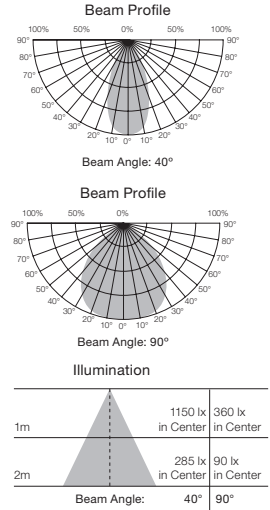 Beam Profile
100% 50% 0% 50% 100%
90° 90°
80° 80°
70° 70°
60° 60°
50° 50°
40° 40°
30° 30°
20° 10° 0° 10° 20°
Beam Angle: 40°
Beam Profile
100% 50% 0% 100%
90° 90°
80° 80°
70° 70°
60° 60°
50° 50°
40° 40°
30° 30°
20° 10° 0° 10° 20°
Beam Angle: 90°
Illumination
1150 lx 360 lx
1m in Center in Center
285 lx 90 lx
2m in Center in Center
Beam Angle: 40° 90°